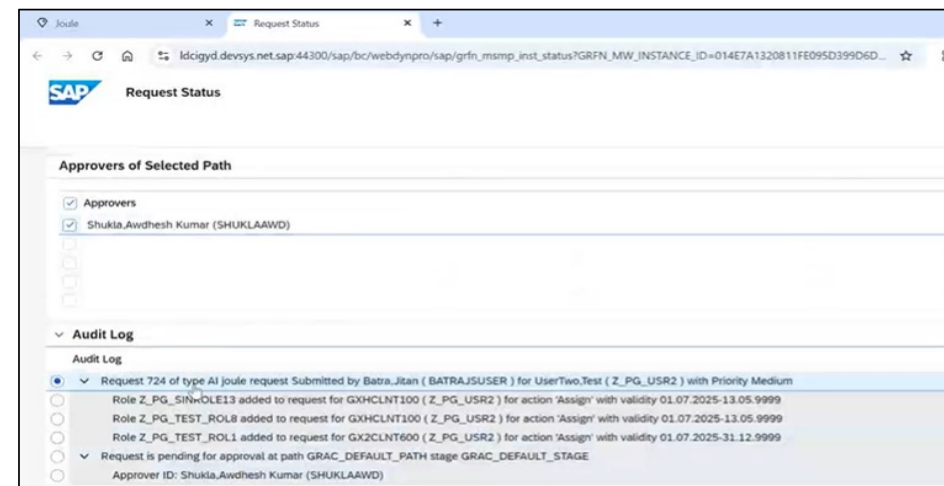 Joule × Request Status × +
ldcigyd.devsys.net.sap:44300/sap/bc/webdynpro/sap/grfn_msmp_inst_status?GRFN_MW_INSTANCE_ID=014E7A1320811FE095D399D6D...
SAP Request Status
Approvers of Selected Path
Approvers
Shukla,Awdhesh Kumar (SHUKLAAWD)
Audit Log
Audit Log
Request 724 of type AI joule request Submitted by Batra,Jitan ( BATRAJSUSER ) for UserTwo,Test ( Z_PG_USR2 ) with Priority Medium
Role Z_PG_SINROLE13 added to request for GXHCLNT100 ( Z_PG_USR2 ) for action 'Assign' with validity 01.07.2025-13.05.9999
Role Z_PG_TEST_ROL8 added to request for GXHCLNT100 ( Z_PG_USR2 ) for action 'Assign' with validity 01.07.2025-13.05.9999
Role Z_PG_TEST_ROL1 added to request for GX2CLNT600 ( Z_PG_USR2 ) for action 'Assign' with validity 01.07.2025-31.12.9999
Request is pending for approval at path GRAC_DEFAULT_PATH stage GRAC_DEFAULT_STAGE
Approver ID: Shukla,Awdhesh Kumar (SHUKLAAWD)